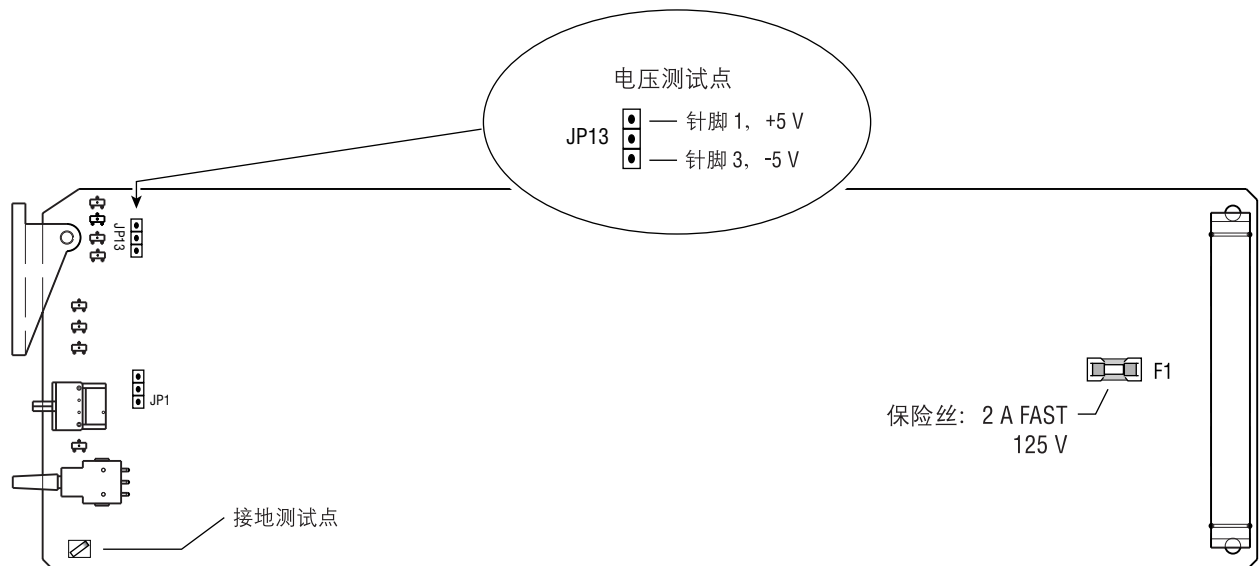 电压测试点
JP13
针脚 1，+5 V
针脚 3，-5 V
JP13
JP1
F1
保险丝：2 A FAST
125 V
接地测试点